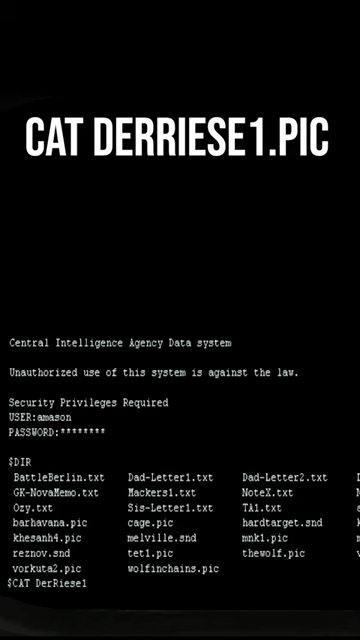 CAT DERRIESE1.PIC
Central Intelligence Agency Data system
Unauthorized use of this system is against the law.
Security Privileges Required
USER:amason
PASSWORD:********
$DIR
BattleBerlin.txt Dad-Letter1.txt Dad-Letter2.txt
GK-NovaMemo.txt Mackers1.txt NoteX.txt
Ozy.txt Sis-Letter1.txt TA1.txt
barhavana.pic cage.pic hardtarget.snd
khesanh4.pic melville.snd mnk1.pic
reznov.snd tet1.pic thewolf.pic
vorkuta2.pic wolfinchains.pic
$CAT DerRiese1